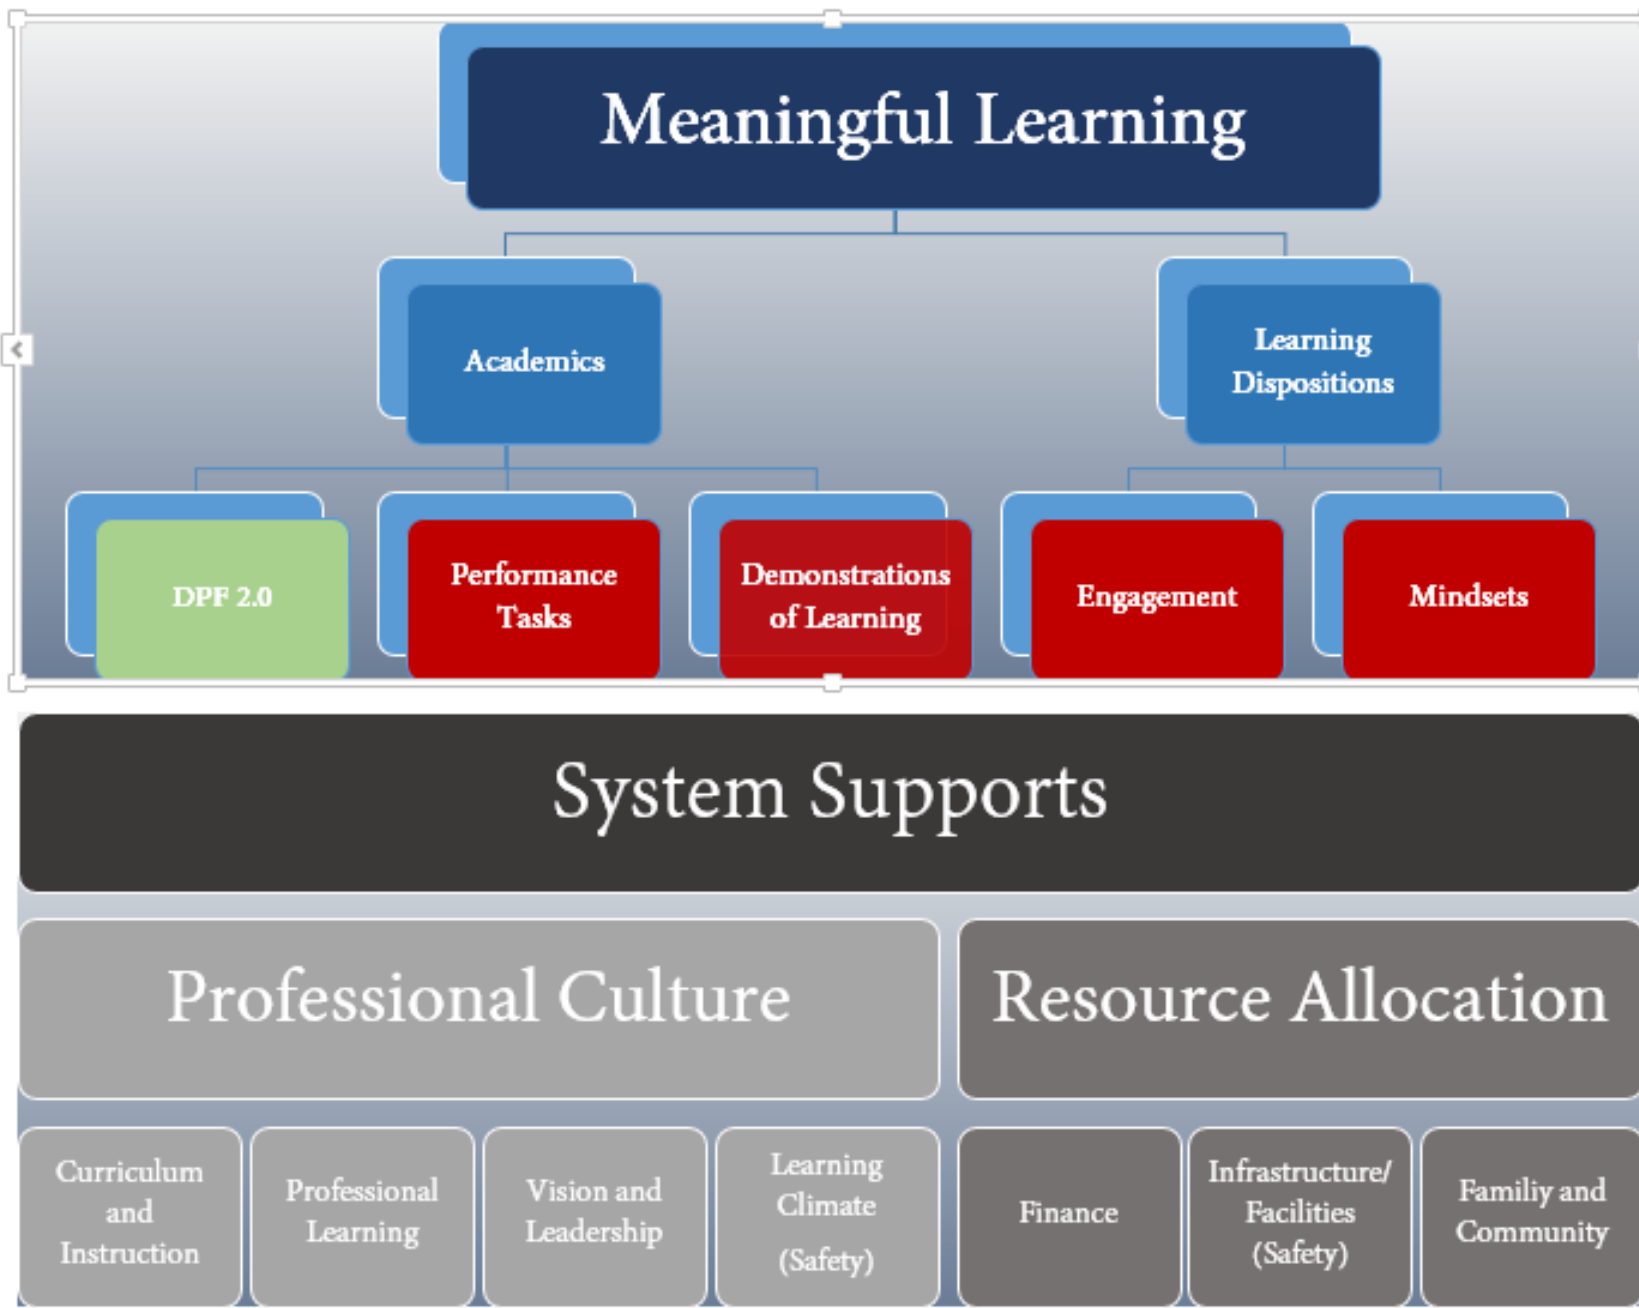 Meaningful Learning
Academics
Learning
Dispositions
DPF 2.0
Performance
Tasks
Demonstrations
of Learning
Engagement
Mindsets
System Supports
Professional Culture
Resource Allocation
Curriculum
and
Instruction
Professional
Learning
Vision and
Leadership
Learning
Climate
(Safety)
Finance
Infrastructure/
Facilities
(Safety)
Familiy and
Community